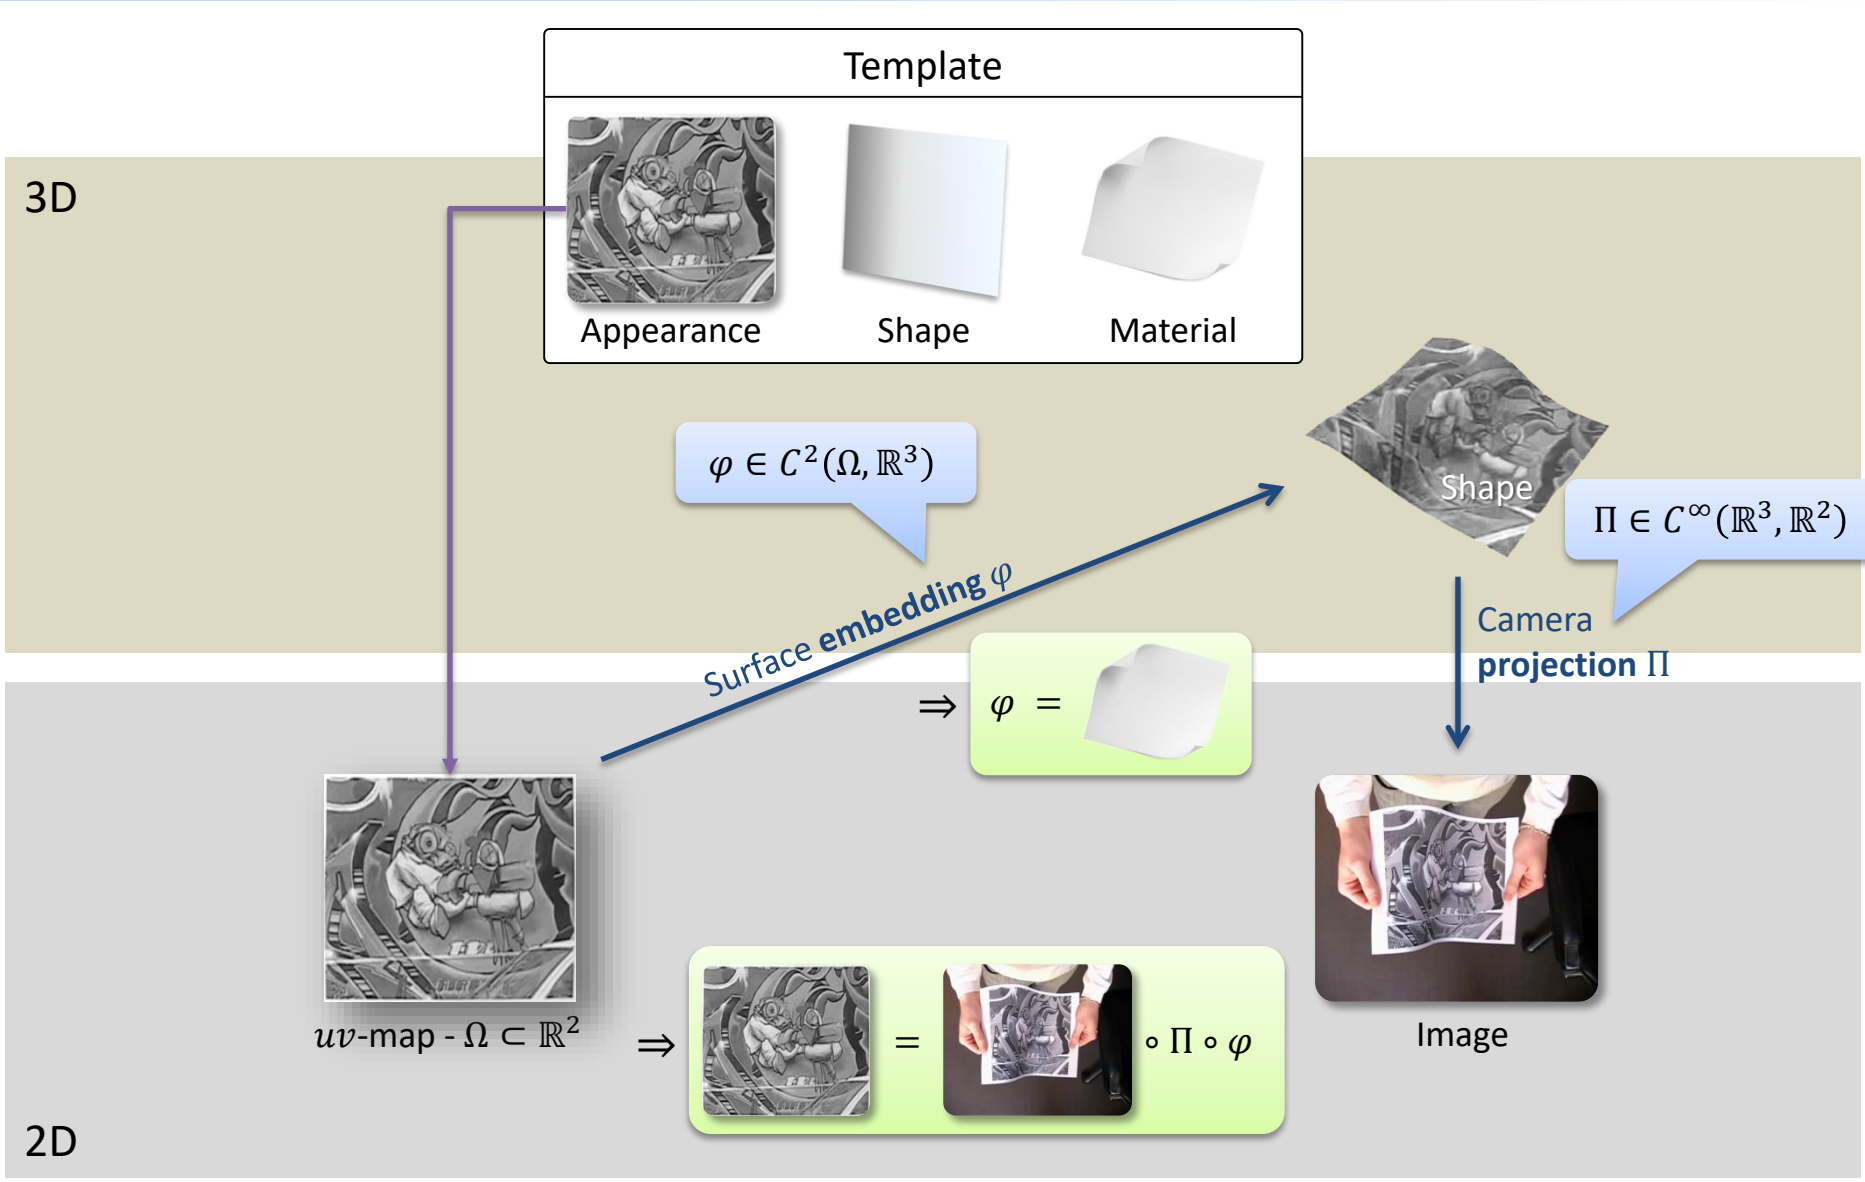 Template
3D
Appearance
Shape
Material
φ ∈ C²(Ω, ℝ³)
Shape
Π ∈ C^∞(ℝ³, ℝ²)
Surface embedding φ
Camera
projection Π
⇒ φ =
uv-map - Ω ⊂ ℝ²
⇒ = ∘ Π ∘ φ
Image
2D